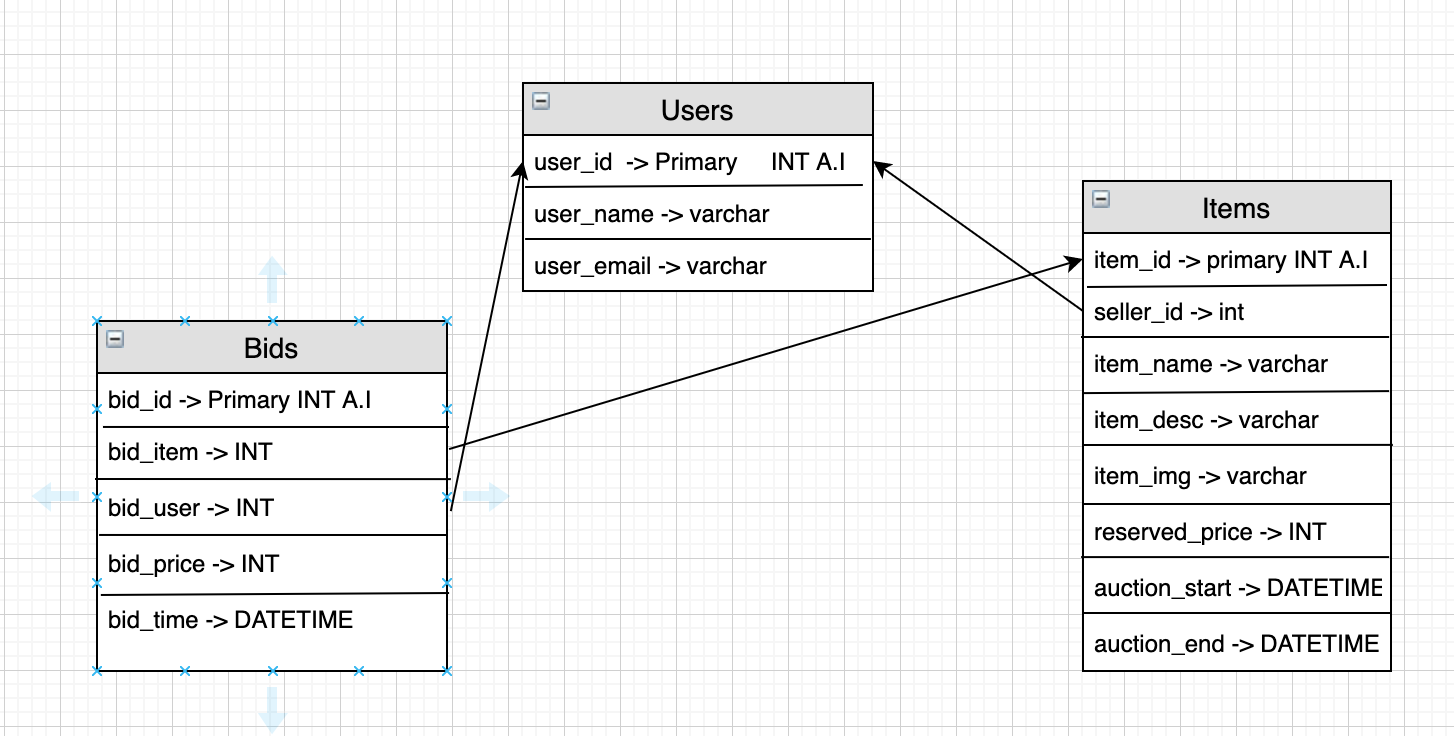 Users
user_id -> Primary INT A.I
user_name -> varchar
user_email -> varchar
Items
item_id -> primary INT A.I
seller_id -> int
item_name -> varchar
item_desc -> varchar
item_img -> varchar
reserved_price -> INT
auction_start -> DATETIME
auction_end -> DATETIME
Bids
bid_id -> Primary INT A.I
bid_item -> INT
bid_user -> INT
bid_price -> INT
bid_time -> DATETIME